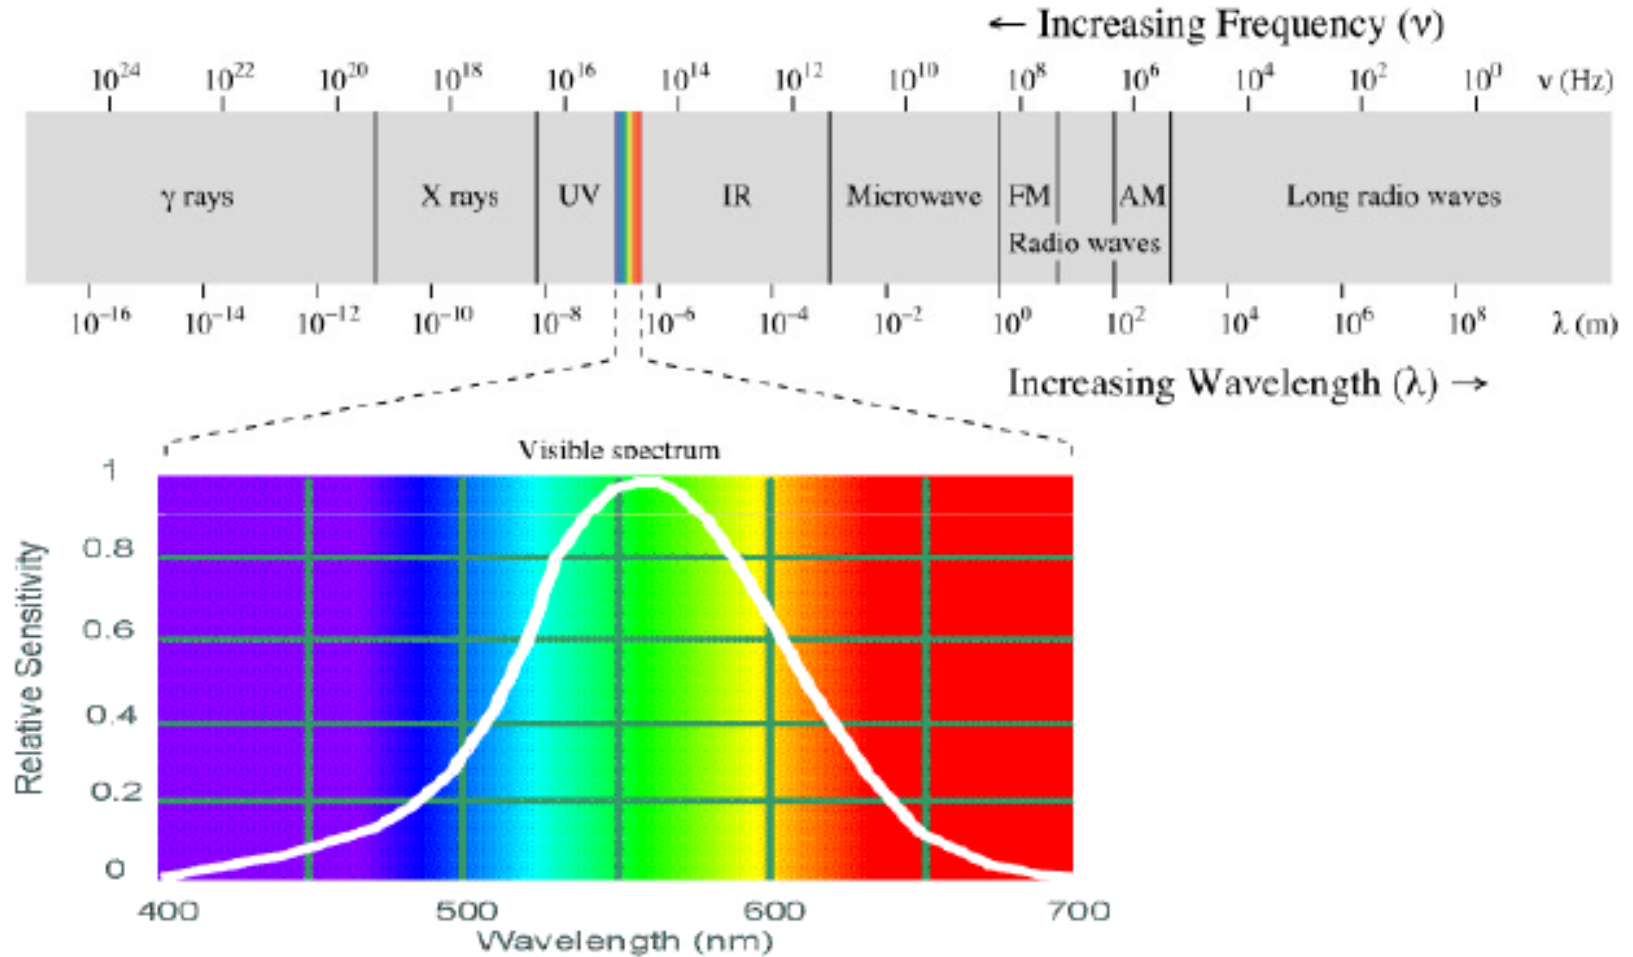 ← Increasing Frequency (ν)
10²⁴ 10²² 10²⁰ 10¹⁸ 10¹⁶ 10¹⁴ 10¹² 10¹⁰ 10⁸ 10⁶ 10⁴ 10² 10⁰ ν (Hz)
γ rays X rays UV IR Microwave FM AM Long radio waves
Radio waves
10⁻¹⁶ 10⁻¹⁴ 10⁻¹² 10⁻¹⁰ 10⁻⁸ 10⁻⁶ 10⁻⁴ 10⁻² 10⁰ 10² 10⁴ 10⁶ 10⁸ λ (m)
Increasing Wavelength (λ) →
Visible spectrum
1
0.8
0.6
0.4
0.2
0
Relative Sensitivity
400 500 600 700
Wavelength (nm)